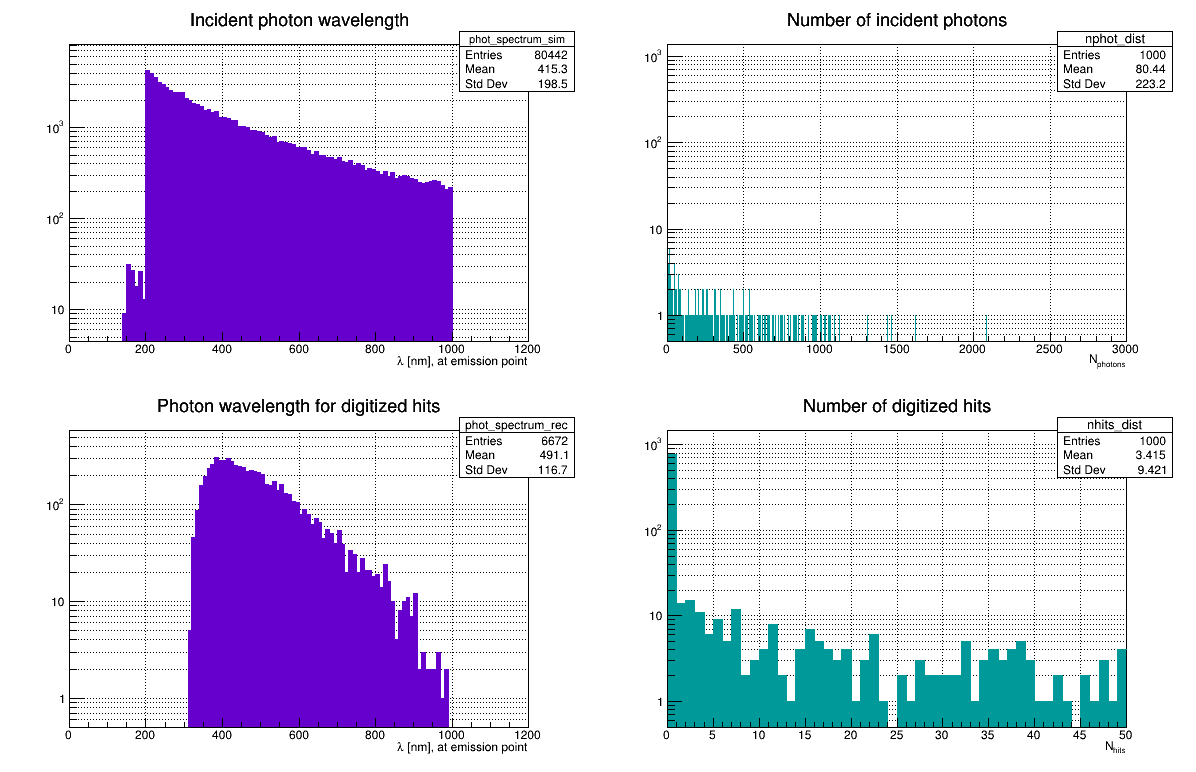 Incident photon wavelength
phot_spectrum_sim
Entries 80442
Mean 415.3
Std Dev 198.5
10³
10²
10
0 200 400 600 800 1000 1200
λ [nm], at emission point
Number of incident photons
nphot_dist
Entries 1000
Mean 80.44
Std Dev 223.2
10³
10²
10
1
0 500 1000 1500 2000 2500 3000
N photons
Photon wavelength for digitized hits
phot_spectrum_rec
Entries 6672
Mean 491.1
Std Dev 116.7
10²
10
1
0 200 400 600 800 1000 1200
λ [nm], at emission point
Number of digitized hits
nhits_dist
Entries 1000
Mean 3.415
Std Dev 9.421
10³
10²
10
1
0 5 10 15 20 25 30 35 40 45 50
N hits